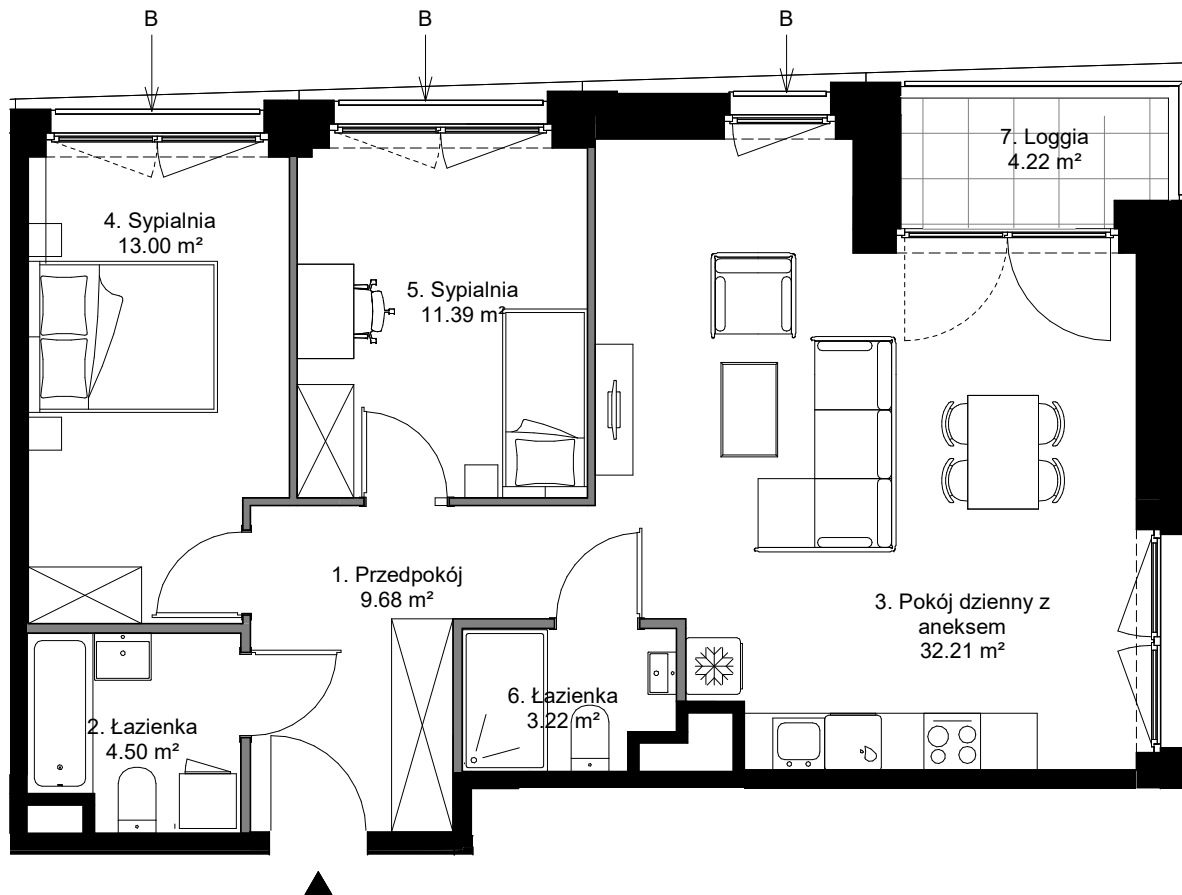 B
B
B
7. Loggia
4.22 m²
4. Sypialnia
13.00 m²
5. Sypialnia
11.39 m²
1. Przedpokój
9.68 m²
3. Pokój dzienny z
aneksem
32.21 m²
6. Łazienka
3.22 m²
2. Łazienka
4.50 m²